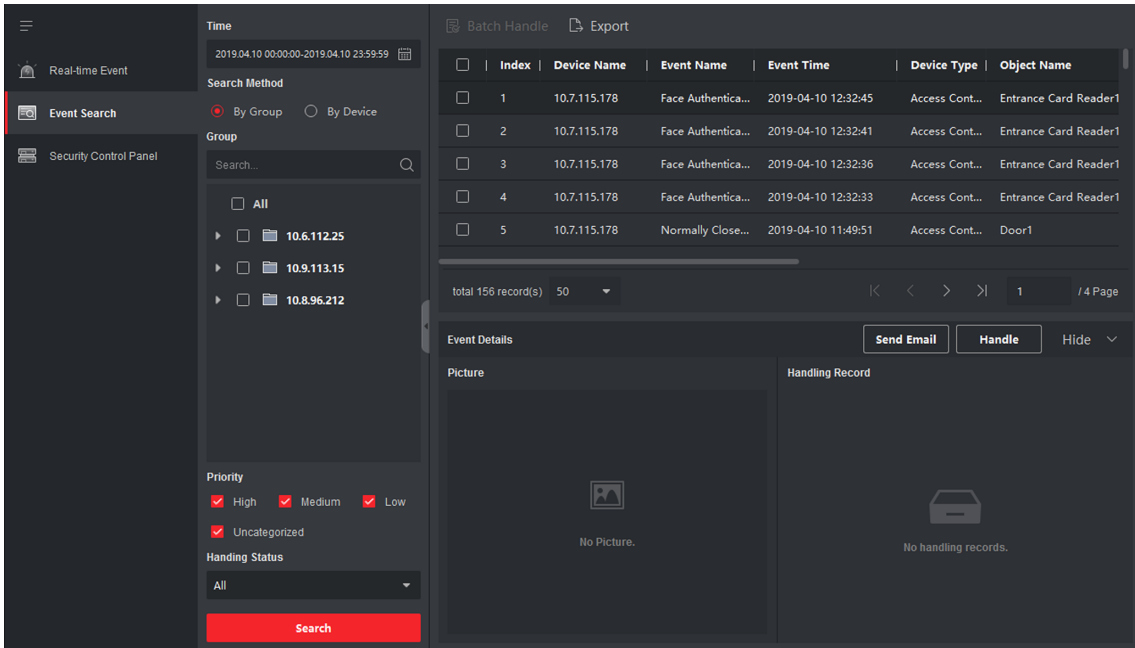 Real-time Event
Event Search
Security Control Panel
Time
2019.04.10 00:00:00-2019.04.10 23:59:59
Search Method
By Group By Device
Group
Search...
All
10.6.112.25
10.9.113.15
10.8.96.212
Priority
High Medium Low
Uncategorized
Handing Status
All
Search
Batch Handle Export
Index Device Name Event Name Event Time Device Type Object Name
1 10.7.115.178 Face Authentica... 2019-04-10 12:32:45 Access Cont... Entrance Card Reader1
2 10.7.115.178 Face Authentica... 2019-04-10 12:32:41 Access Cont... Entrance Card Reader1
3 10.7.115.178 Face Authentica... 2019-04-10 12:32:36 Access Cont... Entrance Card Reader1
4 10.7.115.178 Face Authentica... 2019-04-10 12:32:33 Access Cont... Entrance Card Reader1
5 10.7.115.178 Normally Close... 2019-04-10 11:49:51 Access Cont... Door1
total 156 record(s) 50 1 / 4 Page
Event Details Send Email Handle Hide
Picture Handling Record
No Picture.
No handling records.